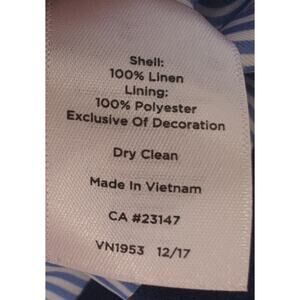 Shell:
100% Linen
Lining:
100% Polyester
Exclusive Of Decoration
Dry Clean
Made In Vietnam
CA #23147
VN1953 12/17